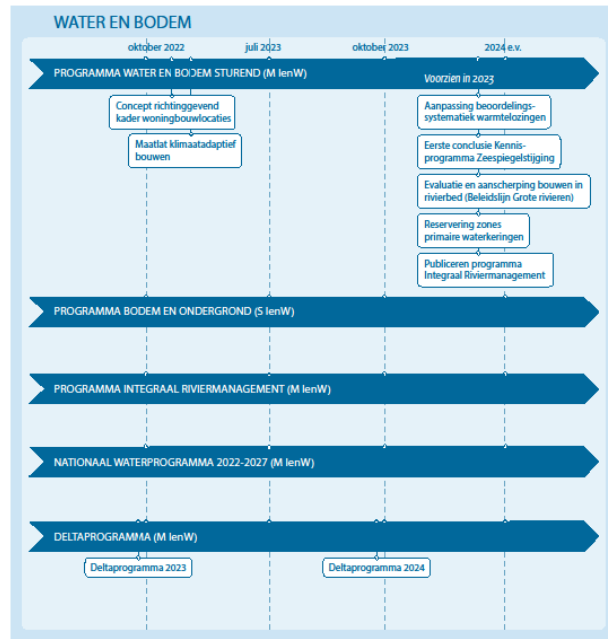 WATER EN BODEM
oktober 2022
juli 2023
oktober 2023
2024 e.v.
PROGRAMMA WATER EN BODEM STUREND (M IenW)
Voorzien in 2023
Concept richtinggevend
kader woningbouwlocaties
Maatlat klimaatadaptief
bouwen
Aanpassing beoordelings-
systematiek warmtelozingen
Eerste conclusie Kennis-
programma Zeespiegelstijging
Evaluatie en aanscherping bouwen in
rivierbed (Beleidslijn Grote rivieren)
Reservering zones
primaire waterkeringen
Publiceren programma
Integraal Riviermanagement
PROGRAMMA BODEM EN ONDERGROND (S IenW)
PROGRAMMA INTEGRAAL RIVIERMANAGEMENT (M IenW)
NATIONAAL WATERPROGRAMMA 2022-2027 (M IenW)
DELTAPROGRAMMA (M IenW)
Deltaprogramma 2023
Deltaprogramma 2024